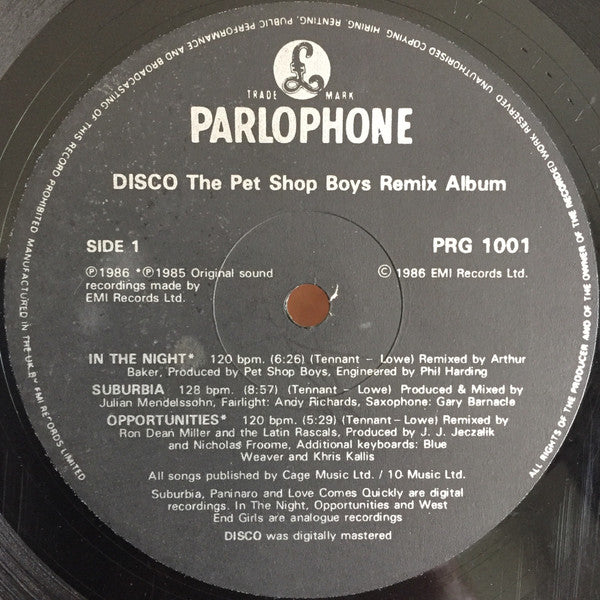 £
TRADE MARK
PARLOPHONE
DISCO The Pet Shop Boys Remix Album
SIDE 1
PRG 1001
℗ 1986 *℗ 1985 Original sound
recordings made by
EMI Records Ltd.
© 1986 EMI Records Ltd.
IN THE NIGHT* 120 bpm. (6:26) (Tennant – Lowe) Remixed by Arthur
Baker, Produced by Pet Shop Boys, Engineered by Phil Harding
SUBURBIA 128 bpm. (8:57) (Tennant – Lowe) Produced & Mixed by
Julian Mendelssohn, Fairlight: Andy Richards, Saxophone: Gary Barnacle
OPPORTUNITIES* 120 bpm. (5:29) (Tennant – Lowe) Remixed by
Ron Dean Miller and the Latin Rascals, Produced by J. J. Jeczalik
and Nicholas Froome, Additional keyboards: Blue
Weaver and Khris Kallis
All songs published by Cage Music Ltd. / 10 Music Ltd.
Suburbia, Paninaro and Love Comes Quickly are digital
recordings. In The Night, Opportunities and West
End Girls are analogue recordings
DISCO was digitally mastered
ALL RIGHTS OF THE PRODUCER AND OF THE OWNER OF THE RECORDED WORK RESERVED UNAUTHORISED COPYING HIRING, RENTING, PUBLIC PERFORMANCE AND BROADCASTING OF THIS RECORD PROHIBITED MANUFACTURED IN THE UK BY EMI RECORDS LIMITED